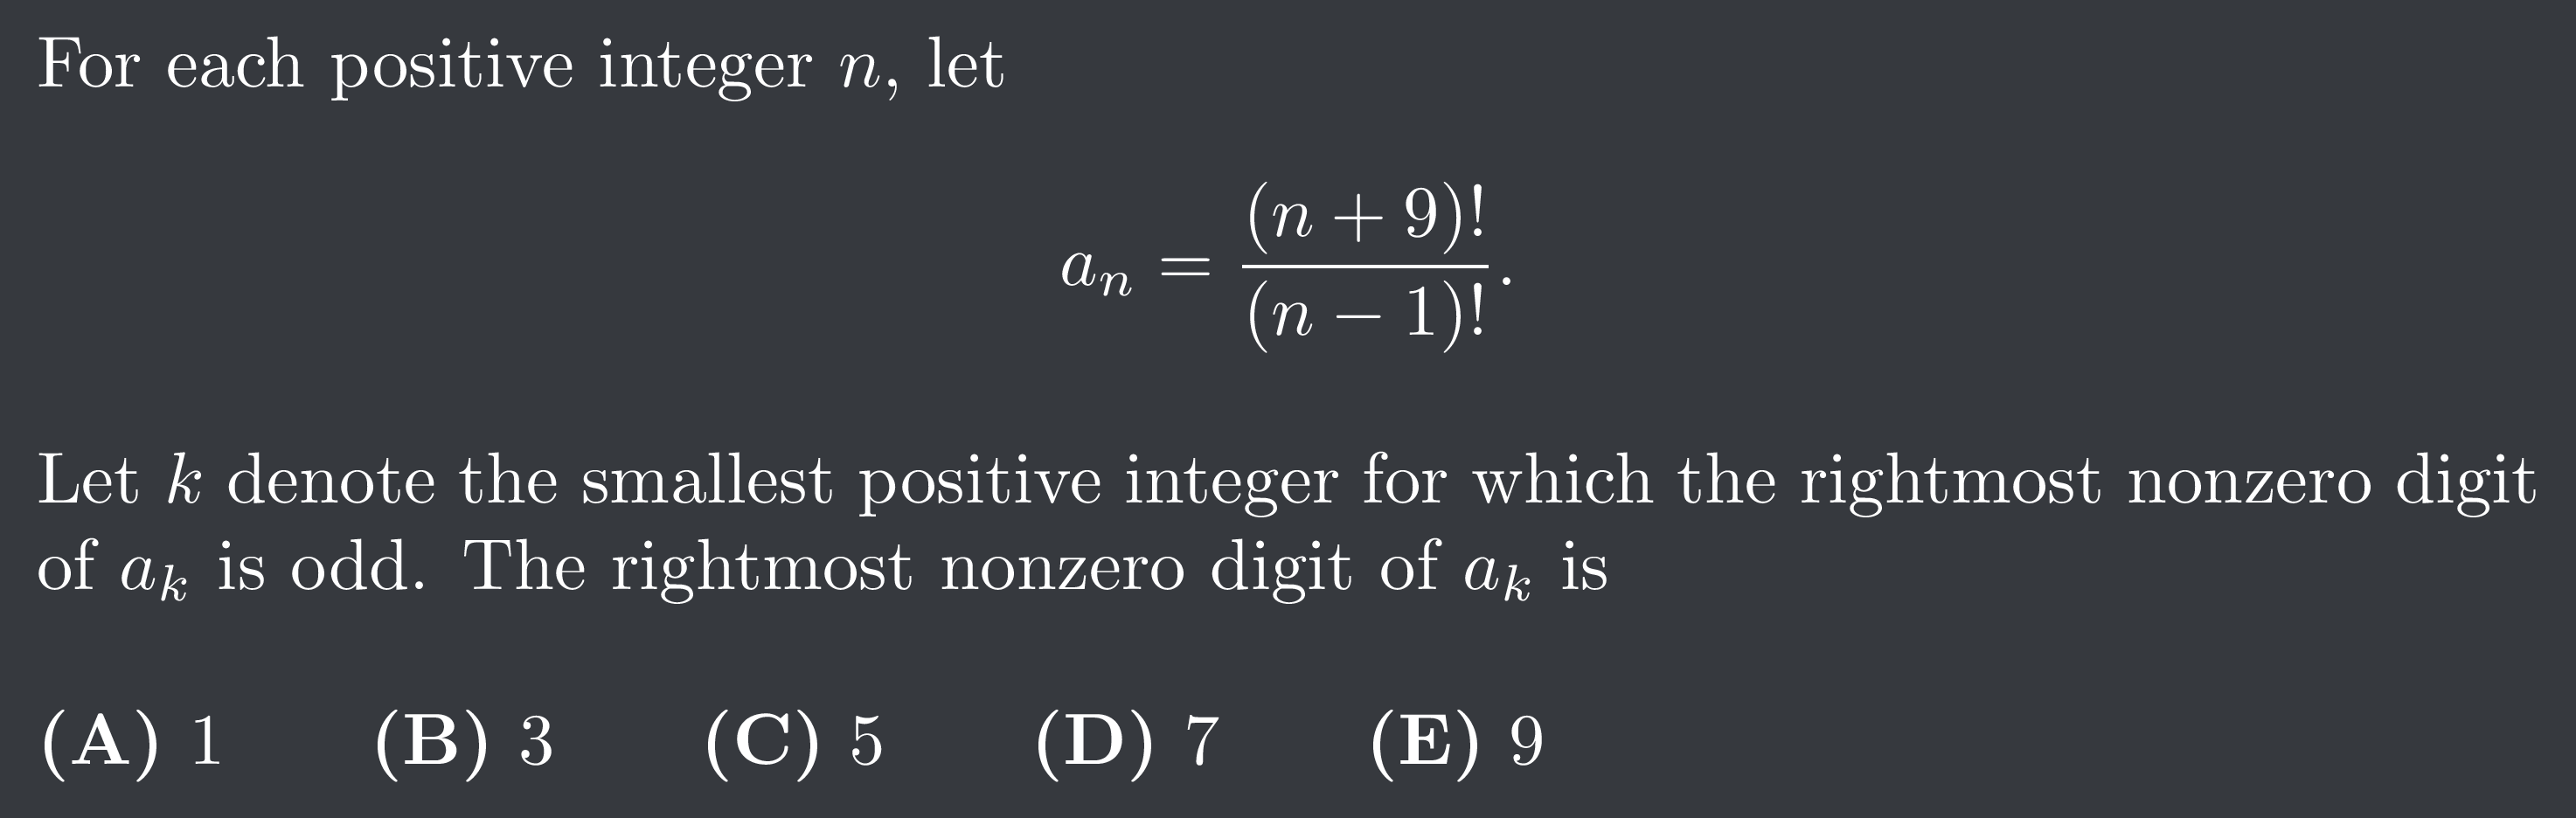 For each positive integer n, let
a_n = \frac{(n + 9)!}{(n − 1)!}.
Let k denote the smallest positive integer for which the rightmost nonzero digit
of a_k is odd. The rightmost nonzero digit of a_k is
(A) 1 (B) 3 (C) 5 (D) 7 (E) 9